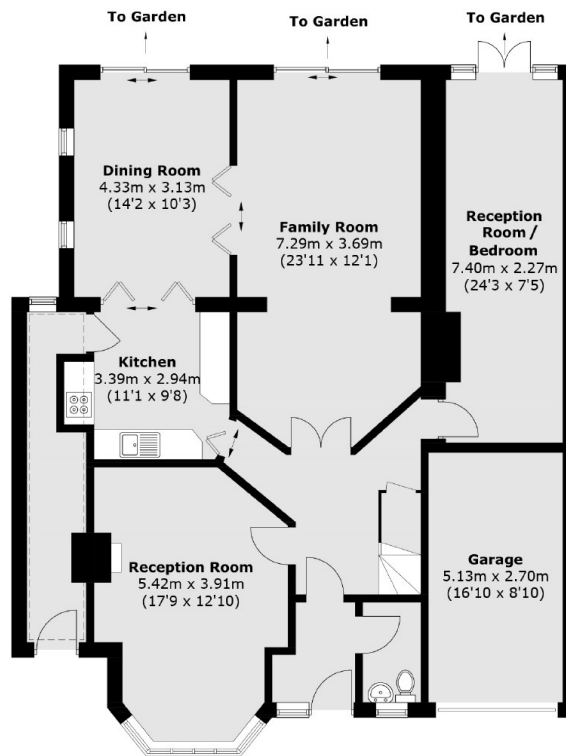 To Garden
To Garden
To Garden
Dining Room
4.33m x 3.13m
(14'2 x 10'3)
Family Room
7.29m x 3.69m
(23'11 x 12'1)
Reception
Room /
Bedroom
7.40m x 2.27m
(24'3 x 7'5)
Kitchen
3.39m x 2.94m
(11'1 x 9'8)
Reception Room
5.42m x 3.91m
(17'9 x 12'10)
Garage
5.13m x 2.70m
(16'10 x 8'10)